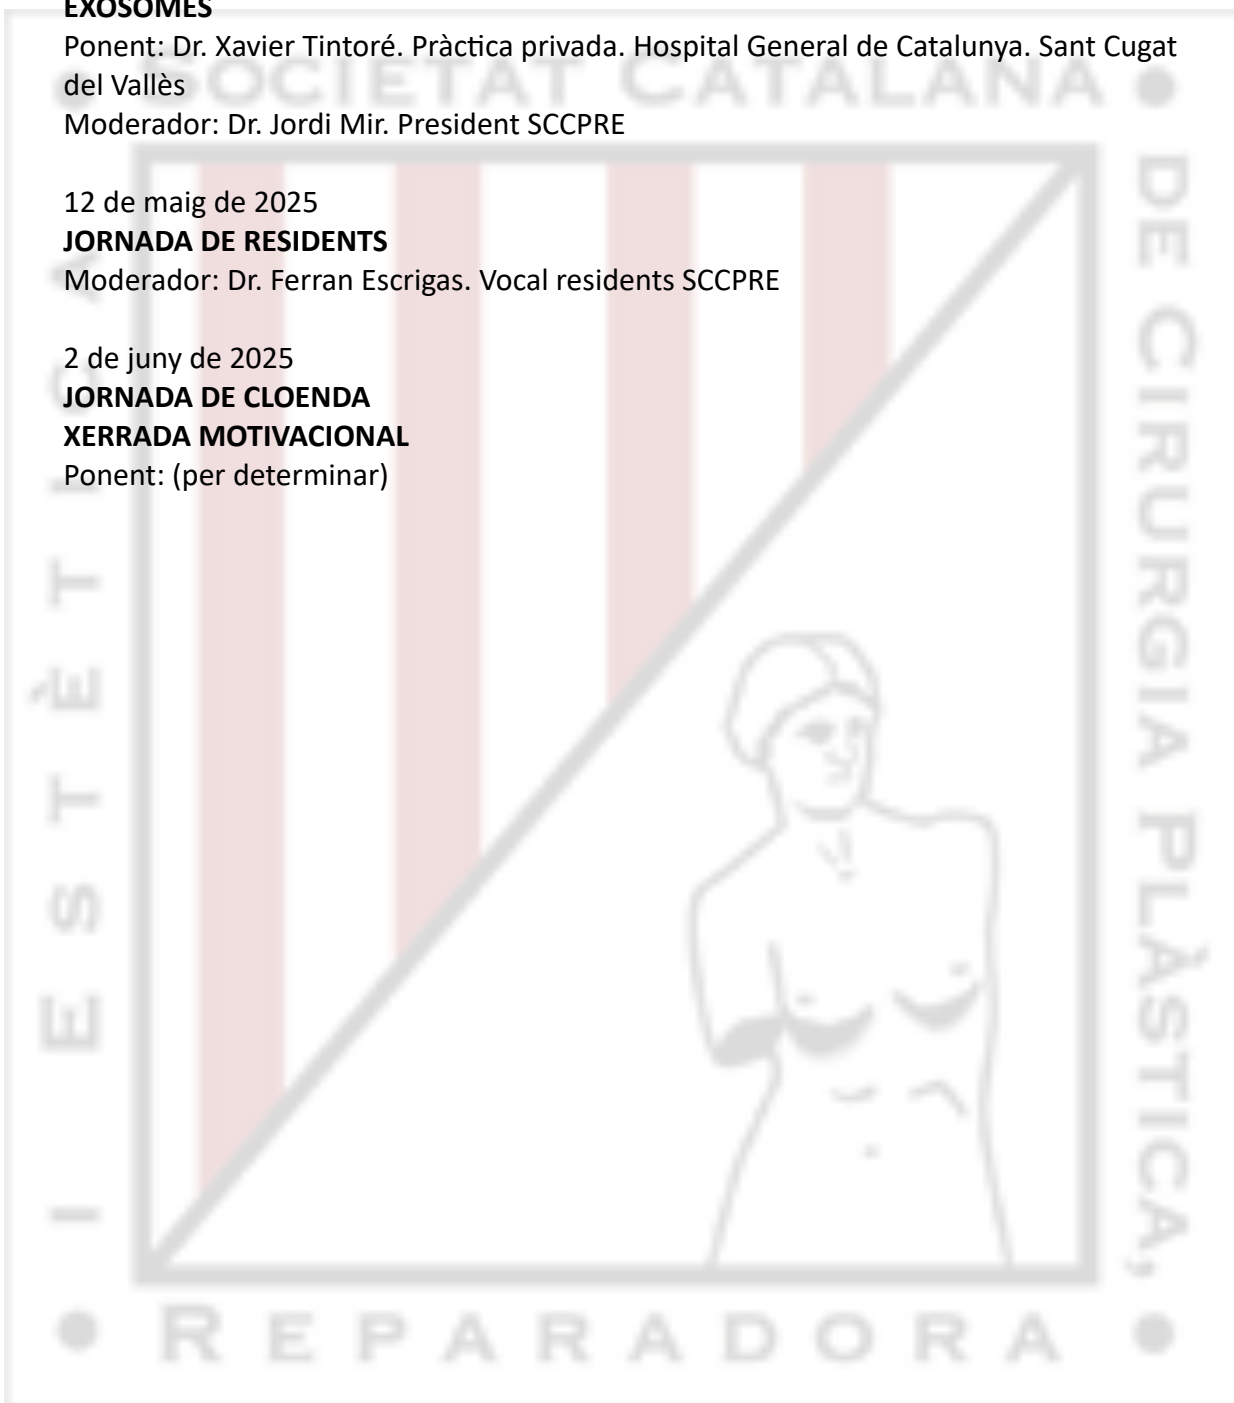 EXOSOMES
Ponent: Dr. Xavier Tintoré. Pràctica privada. Hospital General de Catalunya. Sant Cugat
del Vallès
Moderador: Dr. Jordi Mir. President SCCPRE
12 de maig de 2025
JORNADA DE RESIDENTS
Moderador: Dr. Ferran Escrigas. Vocal residents SCCPRE
2 de juny de 2025
JORNADA DE CLOENDA
XERRADA MOTIVACIONAL
Ponent: (per determinar)
SOCIETAT CATALANA
DE CIRURGIA PLÀSTICA,
REPARADORA
I ESTÈTICA